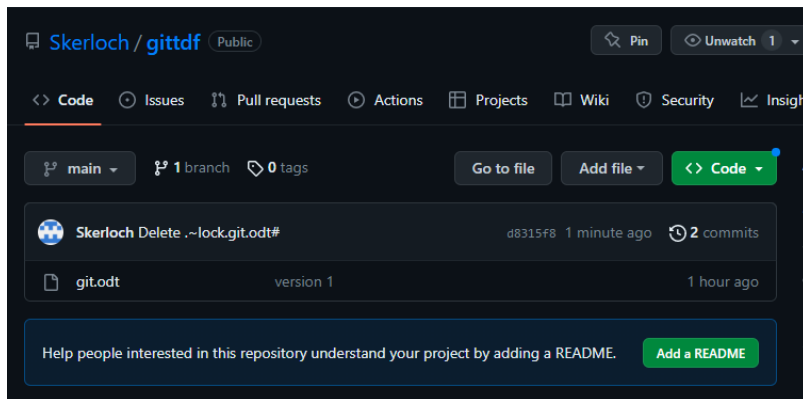 Skerloch / gittdf Public Pin Unwatch 1
<> Code Issues Pull requests Actions Projects Wiki Security Insigh
main 1 branch 0 tags Go to file Add file <> Code
Skerloch Delete .~lock.git.odt# d8315f8 1 minute ago 2 commits
git.odt version 1 1 hour ago
Help people interested in this repository understand your project by adding a README. Add a README